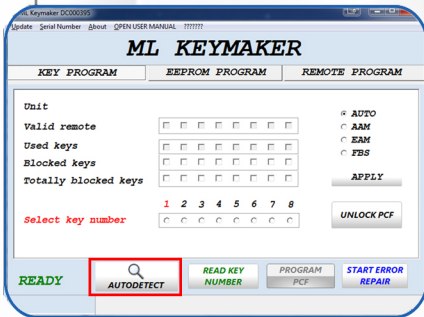 ML Keymaker DC000395
Update Serial Number About OPEN USER MANUAL ???????
ML KEYMAKER
KEY PROGRAM EEPROM PROGRAM REMOTE PROGRAM
Unit
Valid remote
Used keys
Blocked keys
Totally blocked keys
AUTO
AAM
EAM
FBS
APPLY
1 2 3 4 5 6 7 8
Select key number
UNLOCK PCF
READY
AUTODETECT
READ KEY
NUMBER
PROGRAM
PCF
START ERROR
REPAIR